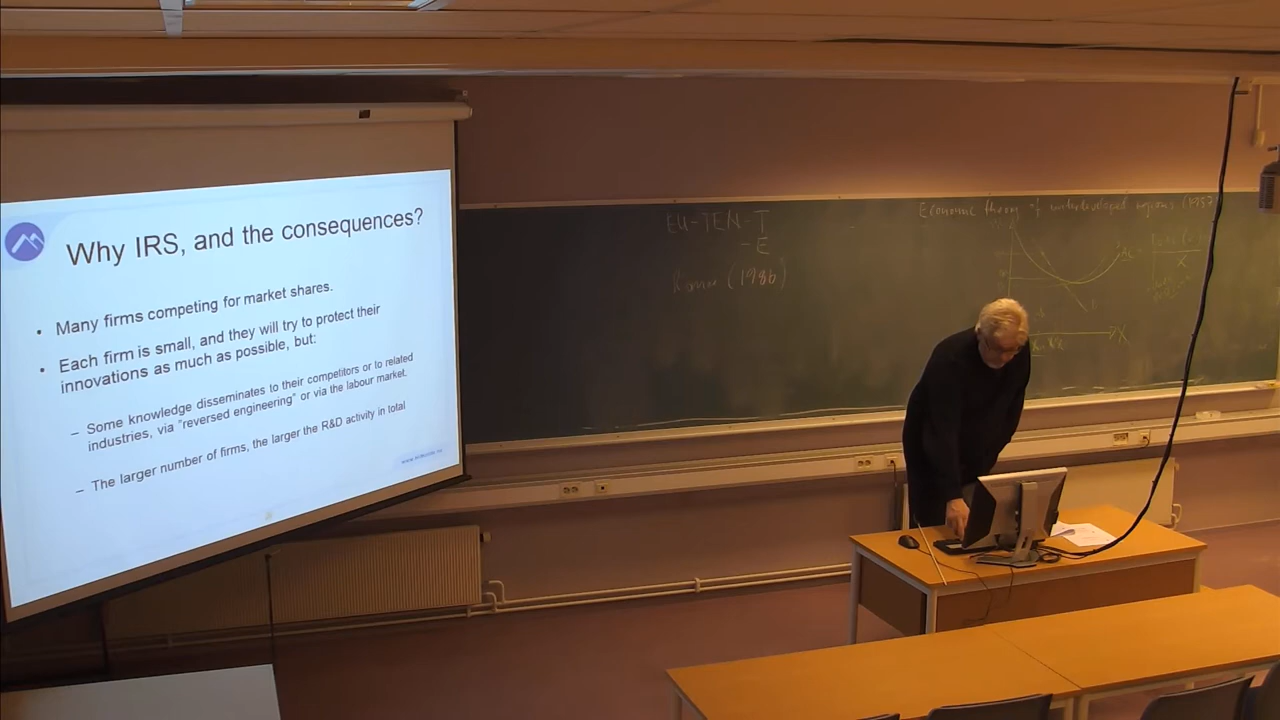 Why IRS, and the consequences?
• Many firms competing for market shares.
• Each firm is small, and they will try to protect their
innovations as much as possible, but:
– Some knowledge disseminates to their competitors or to related
industries, via "reversed engineering" or via the labour market.
– The larger number of firms, the larger the R&D activity in total
EU-TEN-T
-E
(1986)
Economic theory of underdeveloped regions (1957
X